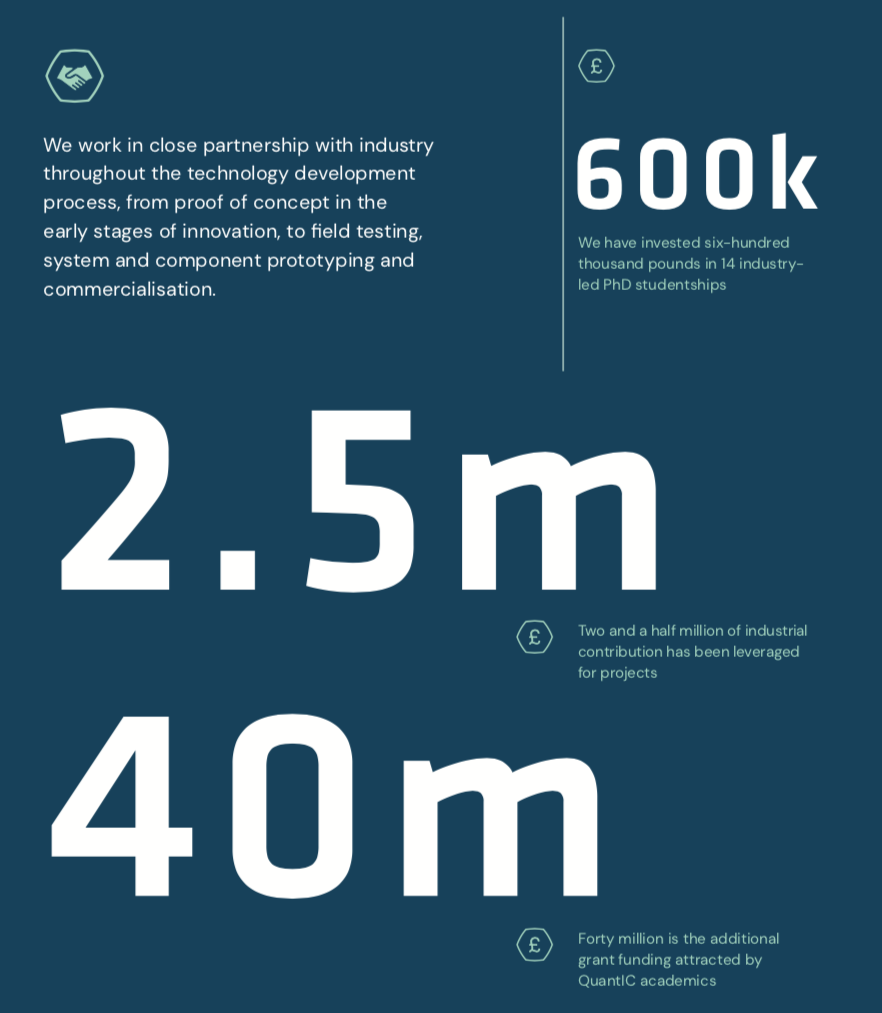 We work in close partnership with industry
throughout the technology development
process, from proof of concept in the
early stages of innovation, to field testing,
system and component prototyping and
commercialisation.
£
600k
We have invested six-hundred
thousand pounds in 14 industry-
led PhD studentships
2.5m
£
Two and a half million of industrial
contribution has been leveraged
for projects
40m
£
Forty million is the additional
grant funding attracted by
QuantIC academics